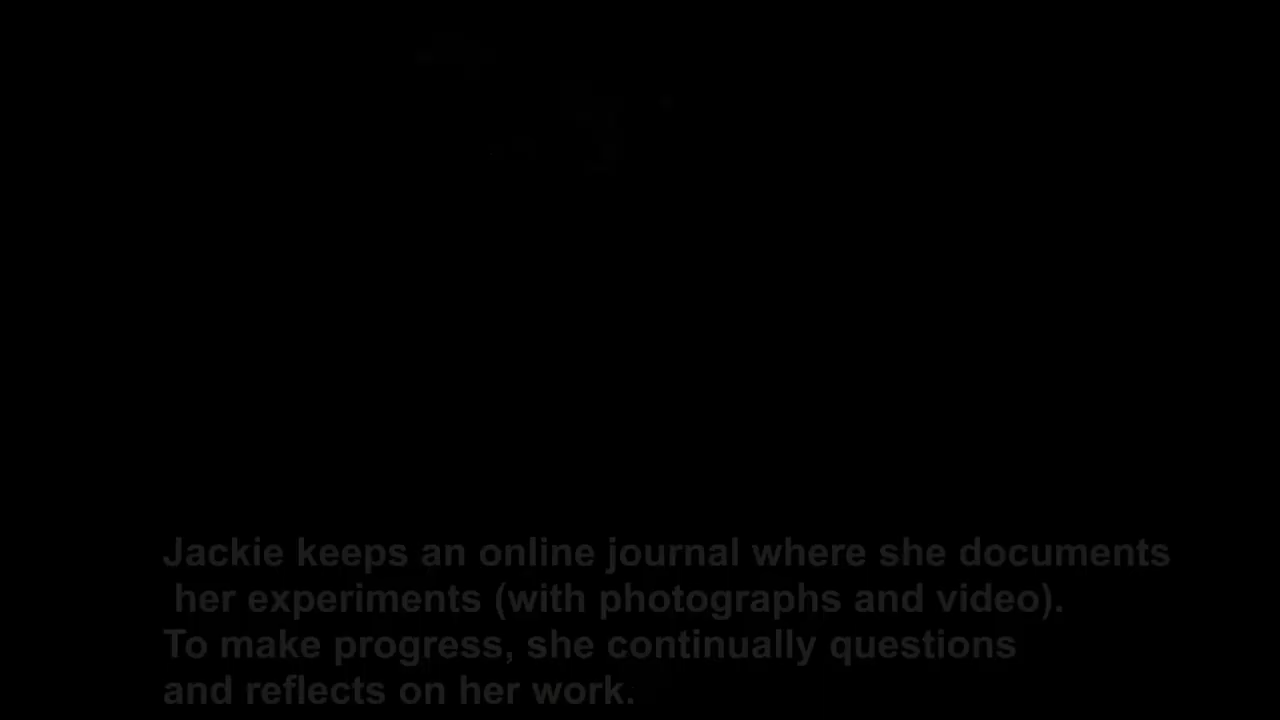 Jackie keeps an online journal where she documents
her experiments (with photographs and video).
To make progress, she continually questions
and reflects on her work.